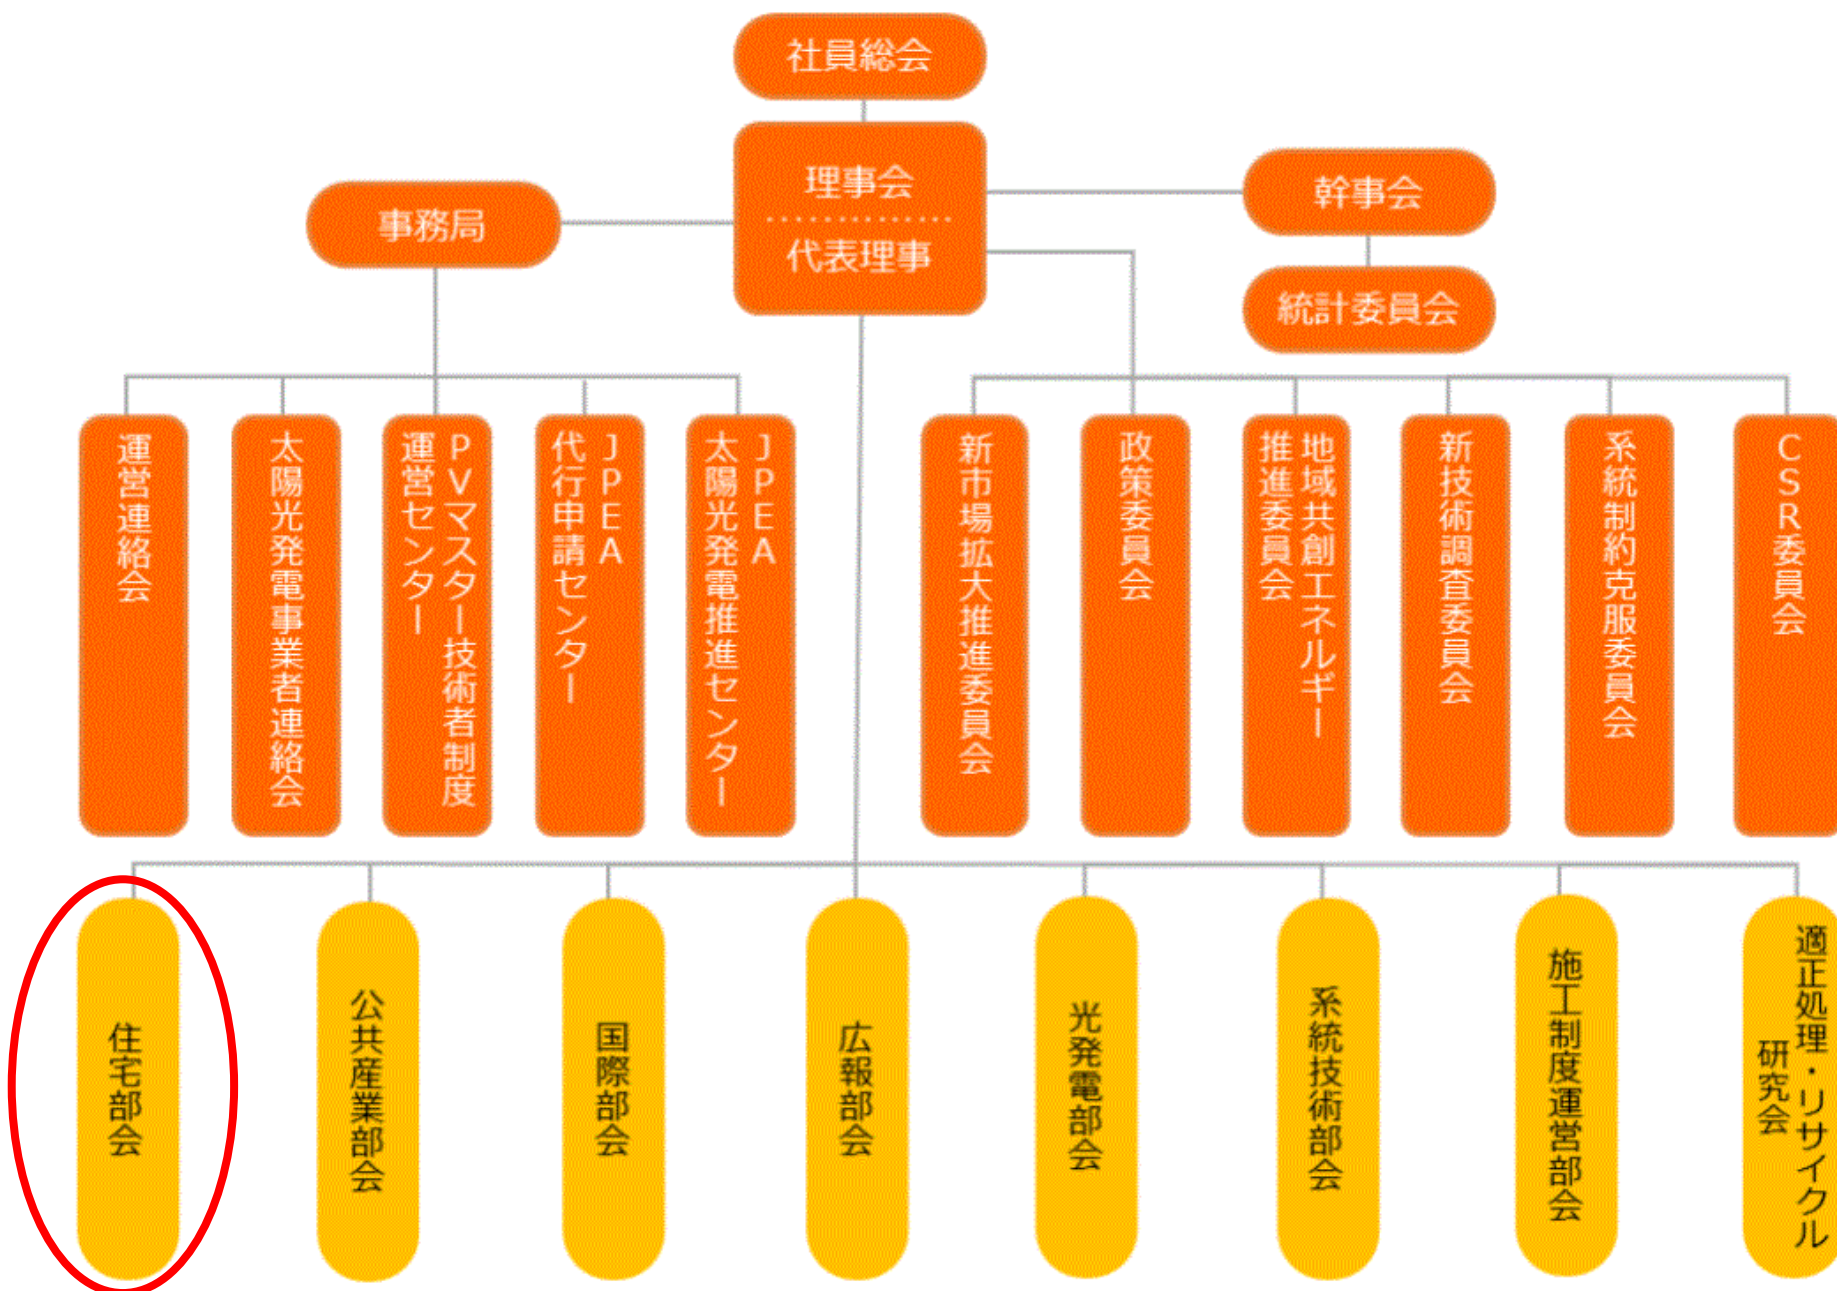 社員総会
理事会
代表理事
事務局
幹事会
統計委員会
運営連絡会
太陽光発電事業者連絡会
PVマスター技術者制度
運営センター
JPEA
代行申請センター
JPEA
太陽光発電推進センター
新市場拡大推進委員会
政策委員会
地域共創エネルギー
推進委員会
新技術調査委員会
系統制約克服委員会
CSR委員会
住宅部会
公共産業部会
国際部会
広報部会
光発電部会
系統技術部会
施工制度運営部会
適正処理・リサイクル
研究会